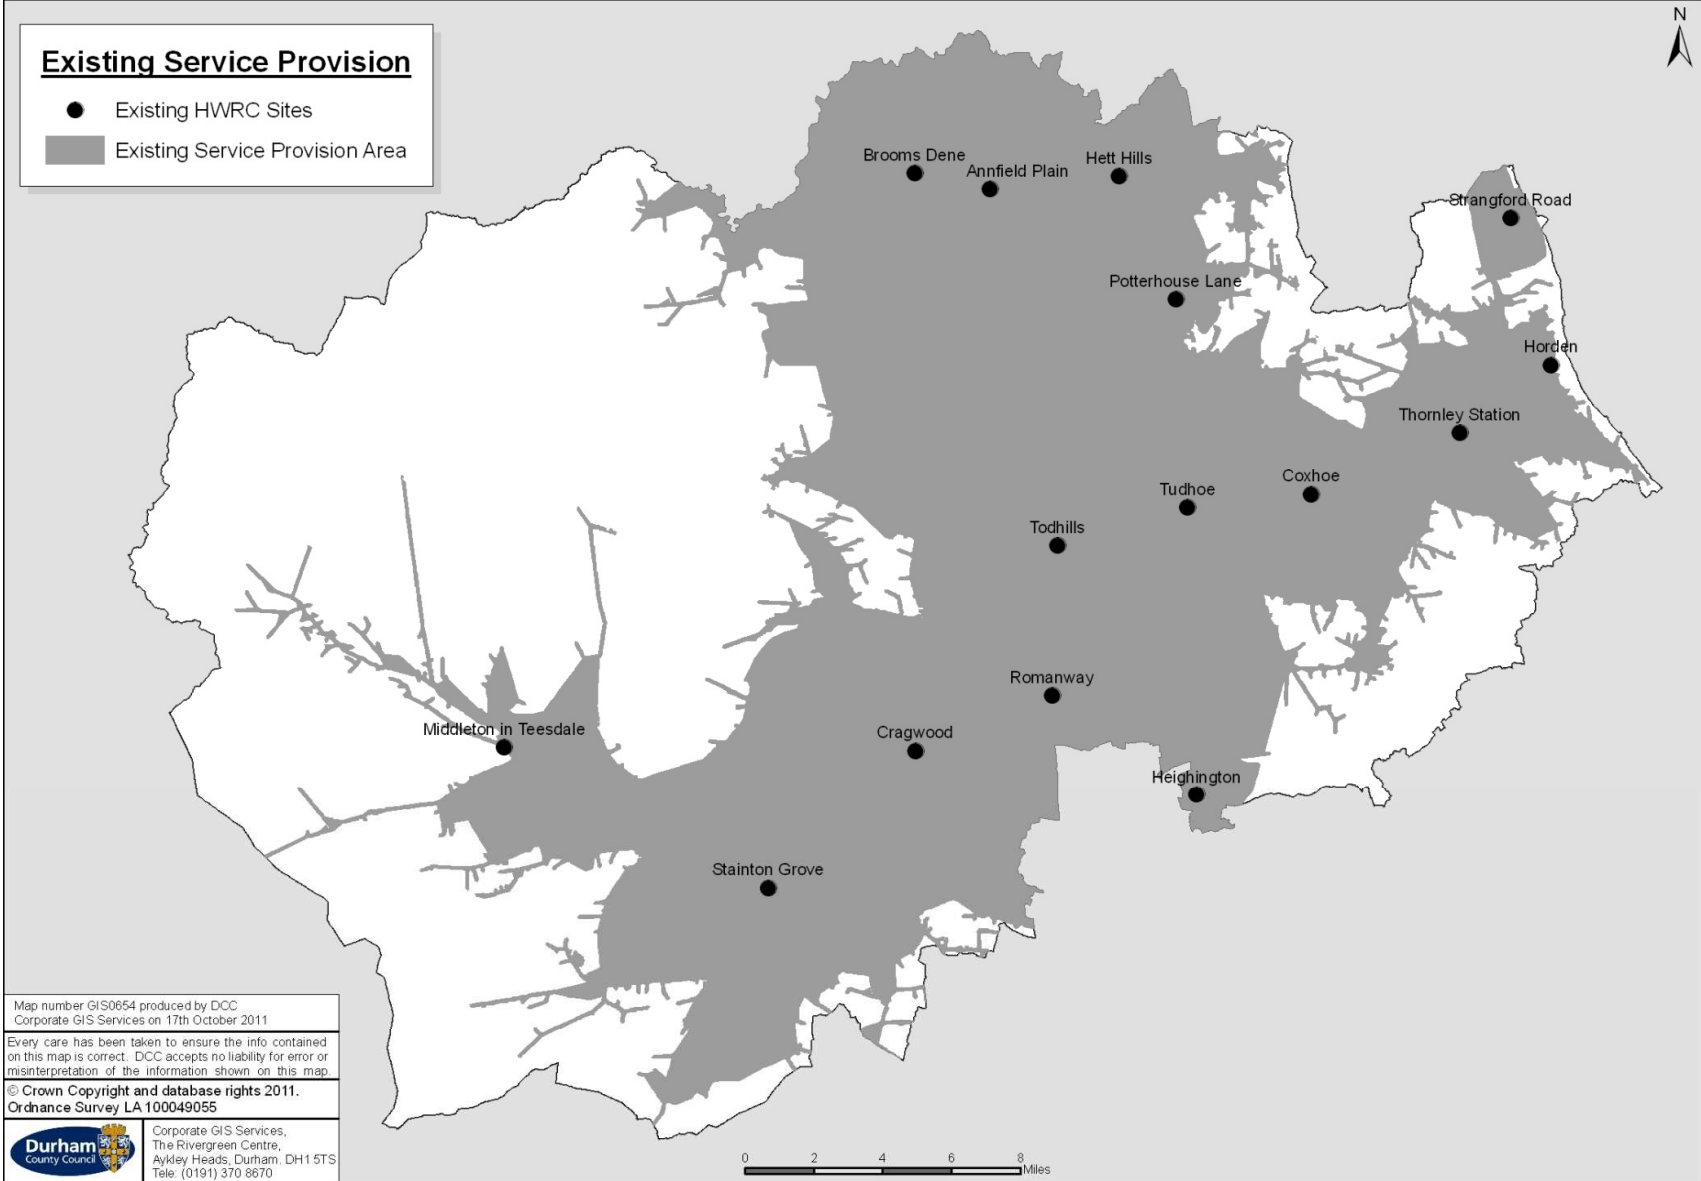 Existing Service Provision
Existing HWRC Sites
Existing Service Provision Area
N
Brooms Dene
Annfield Plain
Hett Hills
Strangford Road
Potterhouse Lane
Horden
Thornley Station
Coxhoe
Tudhoe
Todhills
Romanway
Middleton in Teesdale
Cragwood
Heighington
Stainton Grove
Map number GIS0654 produced by DCC
Corporate GIS Services on 17th October 2011
Every care has been taken to ensure the info contained
on this map is correct. DCC accepts no liability for error or
misinterpretation of the information shown on this map.
© Crown Copyright and database rights 2011.
Ordnance Survey LA 100049055
Durham
County Council
Corporate GIS Services,
The Rivergreen Centre,
Aykley Heads, Durham. DH1 5TS
Tele: (0191) 370 8670
0 2 4 6 8
Miles